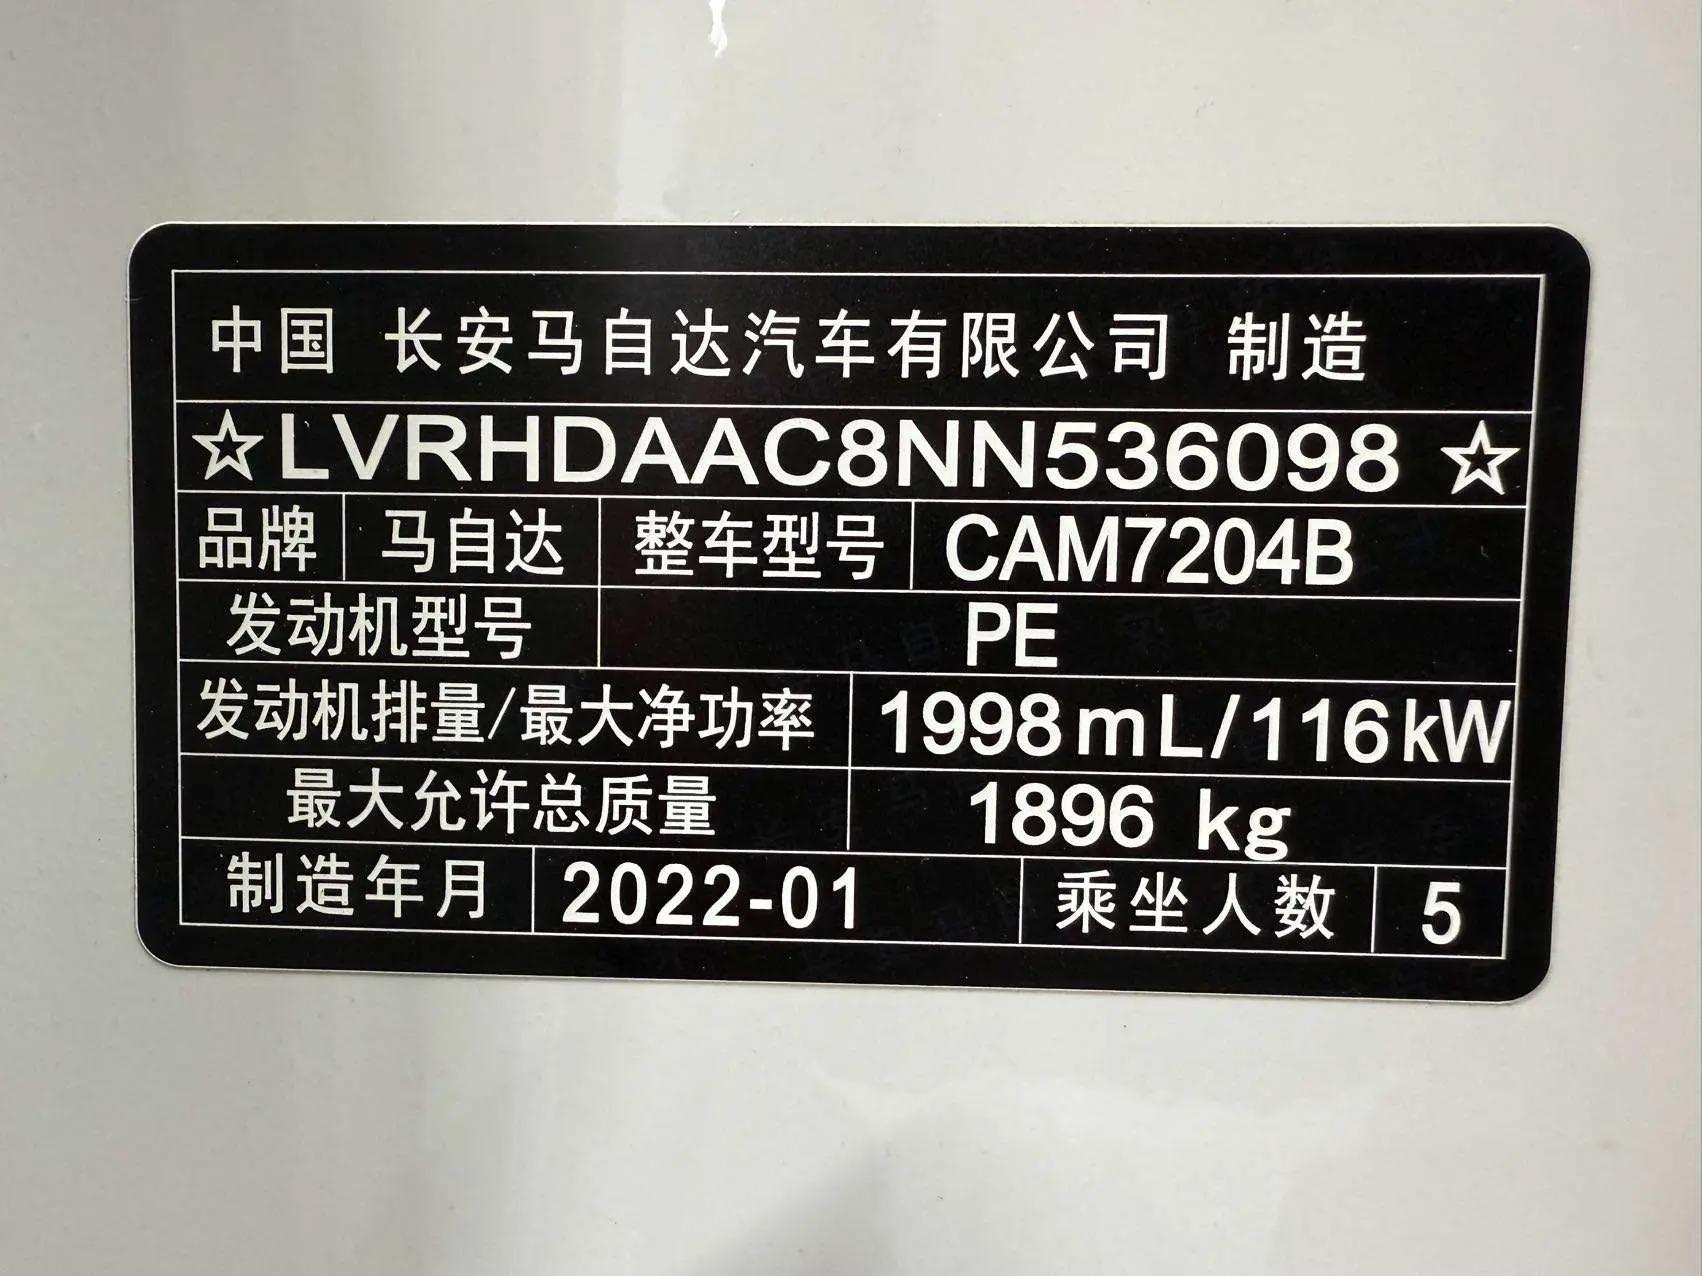 中国 长安马自达汽车有限公司 制造
☆LVRHDAAC8NN536098☆
品牌 马自达 整车型号 CAM7204B
发动机型号 PE
发动机排量/最大净功率 1998mL/116kW
最大允许总质量 1896 kg
制造年月 2022-01 乘坐人数 5